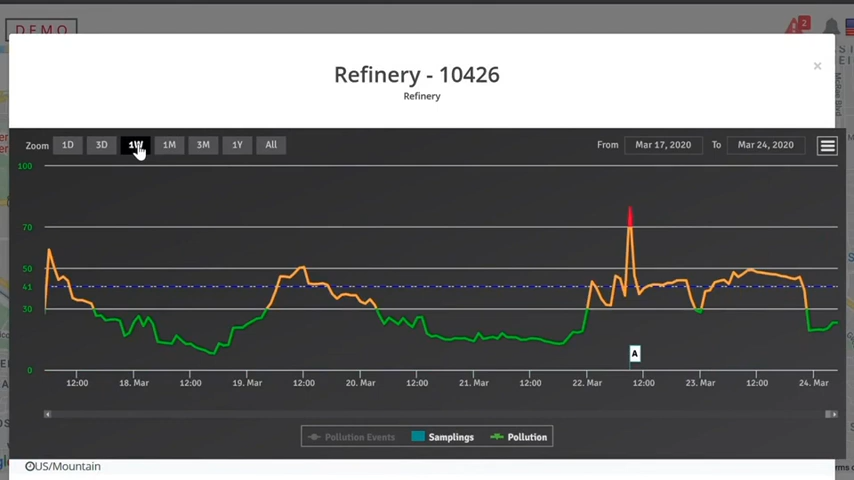 DEMO
2
Refinery - 10426
×
Refinery
Zoom 1D 3D 1W 1M 3M 1Y All From Mar 17, 2020 To Mar 24, 2020
100
70
50
41
30
0
A
12:00 18. Mar 12:00 19. Mar 12:00 20. Mar 12:00 21. Mar 12:00 22. Mar 12:00 23. Mar 12:00 24. Mar
Pollution Events Samplings Pollution
US/Mountain